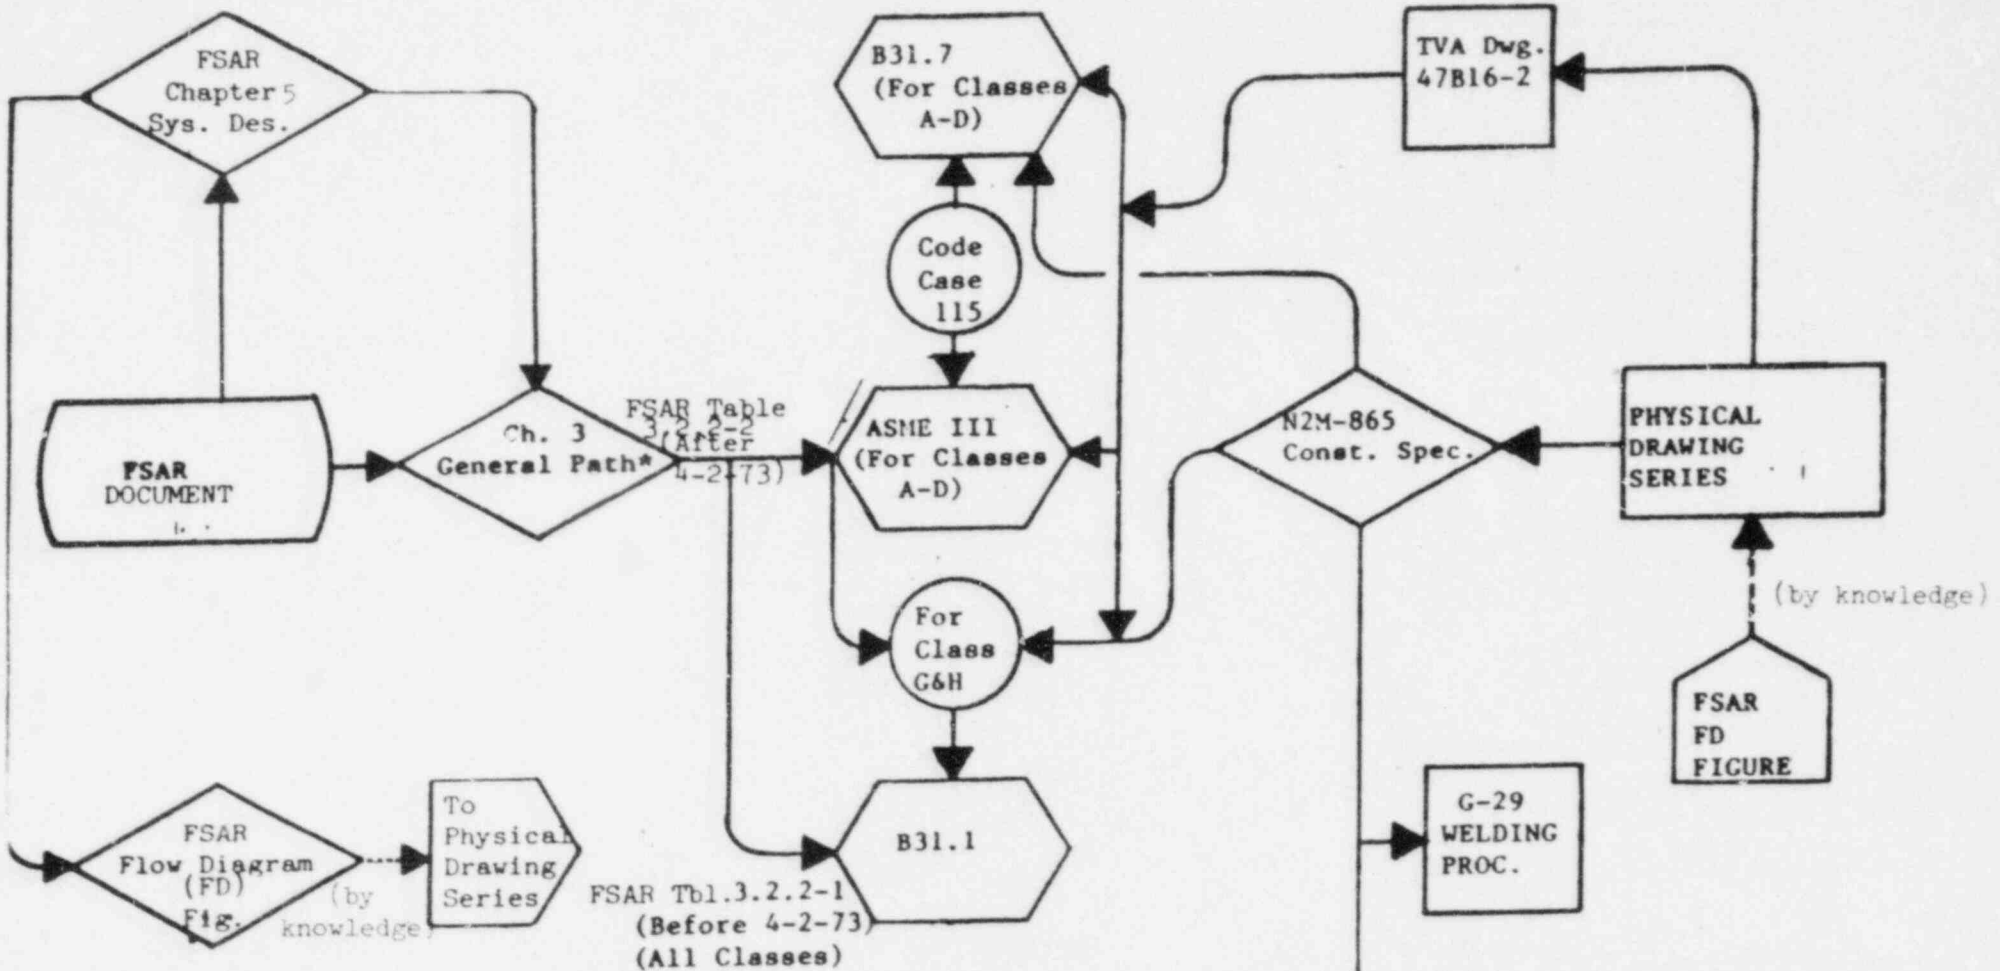 FSAR
Chapter 5
Sys. Des.
B31.7
(For Classes
A-D)
TVA Dwg.
47B16-2
Code
Case
115
FSAR
DOCUMENT
Ch. 3
General Path*
FSAR Table
3.2.2-2
(After
4-2-73)
ASME III
(For Classes
A-D)
N2M-865
Const. Spec.
PHYSICAL
DRAWING
SERIES
(by knowledge)
For
Class
G&H
FSAR
FD
FIGURE
FSAR
Flow Diagram
(FD)
Fig.
(by
knowledge)
To
Physical
Drawing
Series
B31.1
FSAR Tbl.3.2.2-1
(Before 4-2-73)
(All Classes)
G-29
WELDING
PROC.